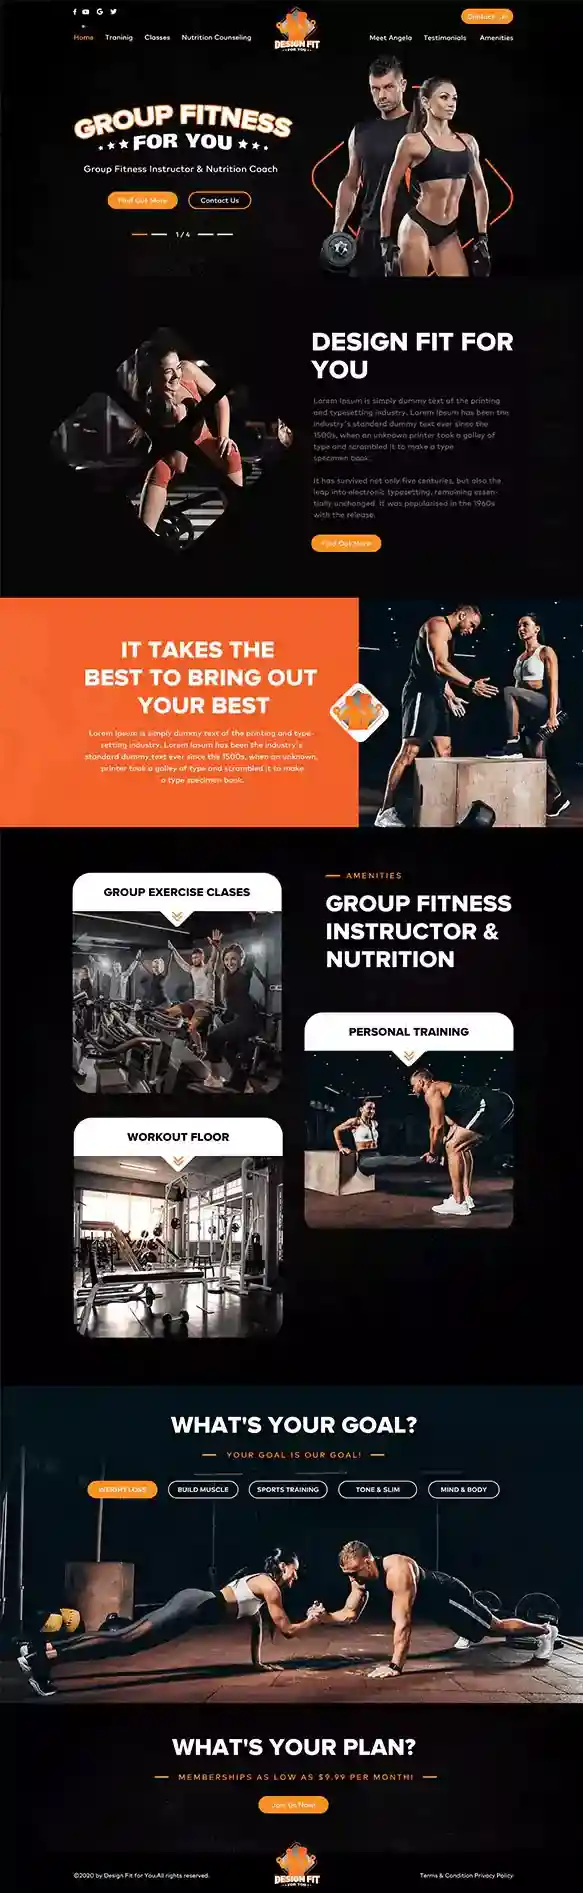 Contact
Home Traninig Classes Nutrition Counseling
DESIGN FIT
FOR YOU
Meet Angela Testimonials Amenities
GROUP FITNESS
FOR YOU
Group Fitness Instructor & Nutrition Coach
Find Out More Contact Us
1/4
DESIGN FIT FOR
YOU
Lorem Ipsum is simply dummy text of the printing
and typesetting industry. Lorem Ipsum has been the
industry's standard dummy text ever since the
1500s, when an unknown printer took a galley of
type and scrambled it to make a type
specimen book.
It has survived not only five centuries, but also the
leap into electronic typesetting, remaining essen-
tially unchanged. It was popularised in the 1960s
with the release.
Find Out More
IT TAKES THE
BEST TO BRING OUT
YOUR BEST
Lorem Ipsum is simply dummy text of the printing and type-
setting industry. Lorem Ipsum has been the industry's
standard dummy text ever since the 1500s, when an unknown
printer took a galley of type and scrambled it to make
a type specimen book.
GROUP EXERCISE CLASES
AMENITIES
GROUP FITNESS
INSTRUCTOR &
NUTRITION
PERSONAL TRAINING
WORKOUT FLOOR
WHAT'S YOUR GOAL?
YOUR GOAL IS OUR GOAL!
WEIGHT LOSS BUILD MUSCLE SPORTS TRAINING TONE & SLIM MIND & BODY
WHAT'S YOUR PLAN?
MEMBERSHIPS AS LOW AS $9.99 PER MONTH!
Join Us Now!
©2020 by Design Fit for You.All rights reserved.
DESIGN FIT
FOR YOU
Terms & Condition Privacy Policy